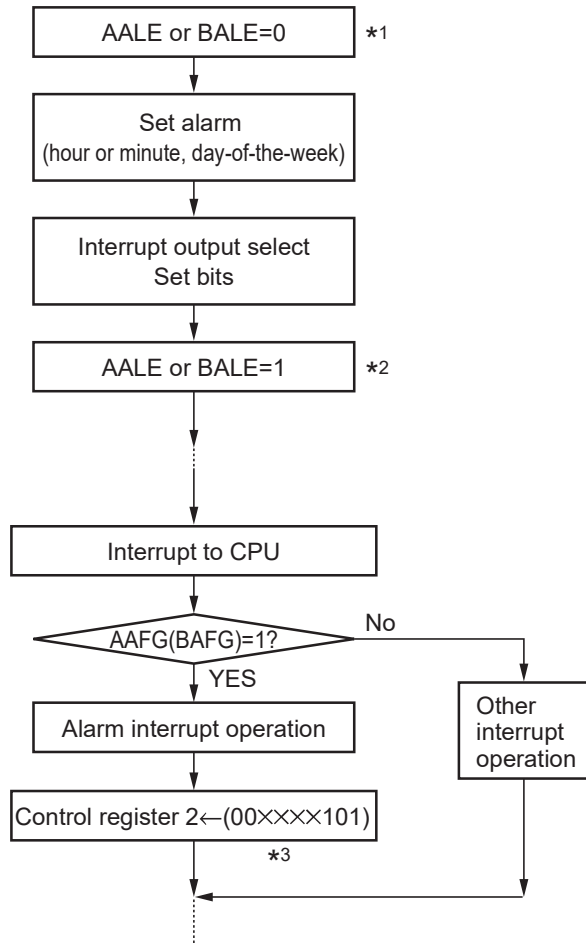 AALE or BALE=0
*1
Set alarm
(hour or minute, day-of-the-week)
Interrupt output select
Set bits
AALE or BALE=1
*2
Interrupt to CPU
AAFG(BAFG)=1?
No
YES
Alarm interrupt operation
Other
interrupt
operation
Control register 2←(00××××101)
*3